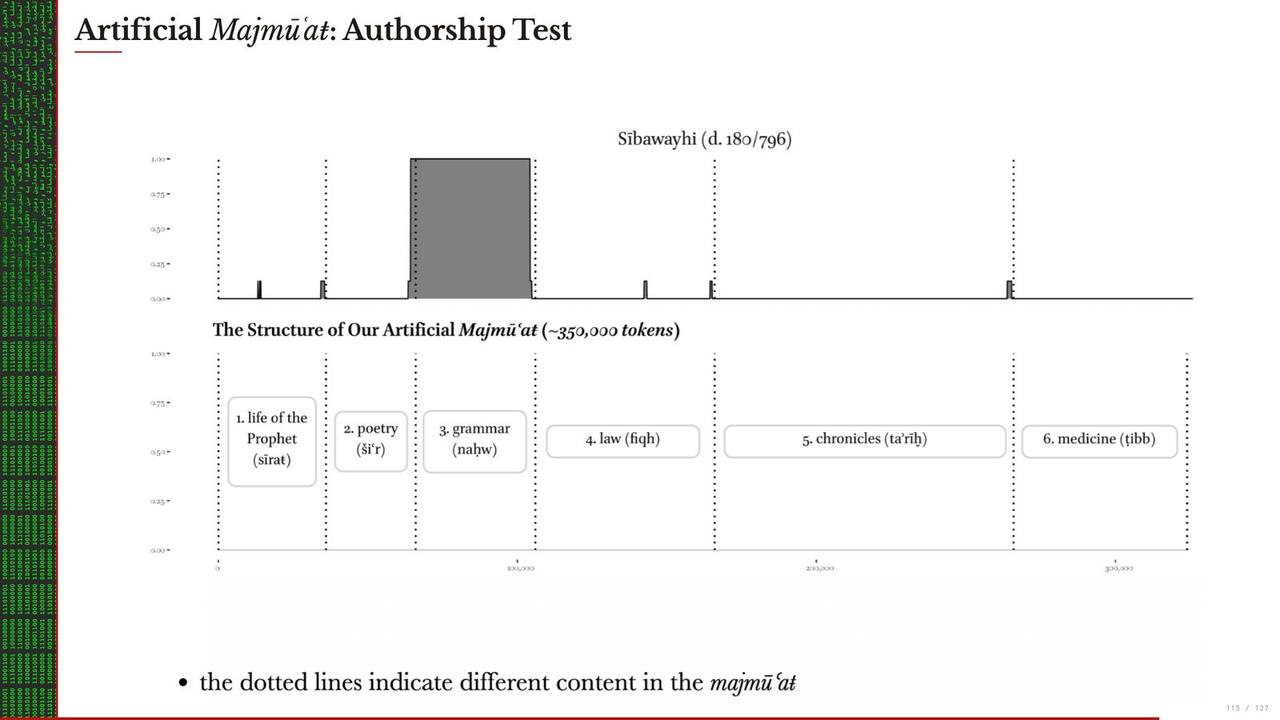 Artificial Majmūʿaŧ: Authorship Test
Sībawayhi (d. 180/796)
1.00
0.75
0.50
0.25
0.00
The Structure of Our Artificial Majmūʿaŧ (~350,000 tokens)
1.00
0.75
0.50
0.25
0.00
1. life of the
Prophet
(sīrat)
2. poetry
(šiʿr)
3. grammar
(naḥw)
4. law (fiqh)
5. chronicles (taʾrīḫ)
6. medicine (ṭibb)
0
100,000
200,000
300,000
• the dotted lines indicate different content in the majmūʿaŧ
115 / 127